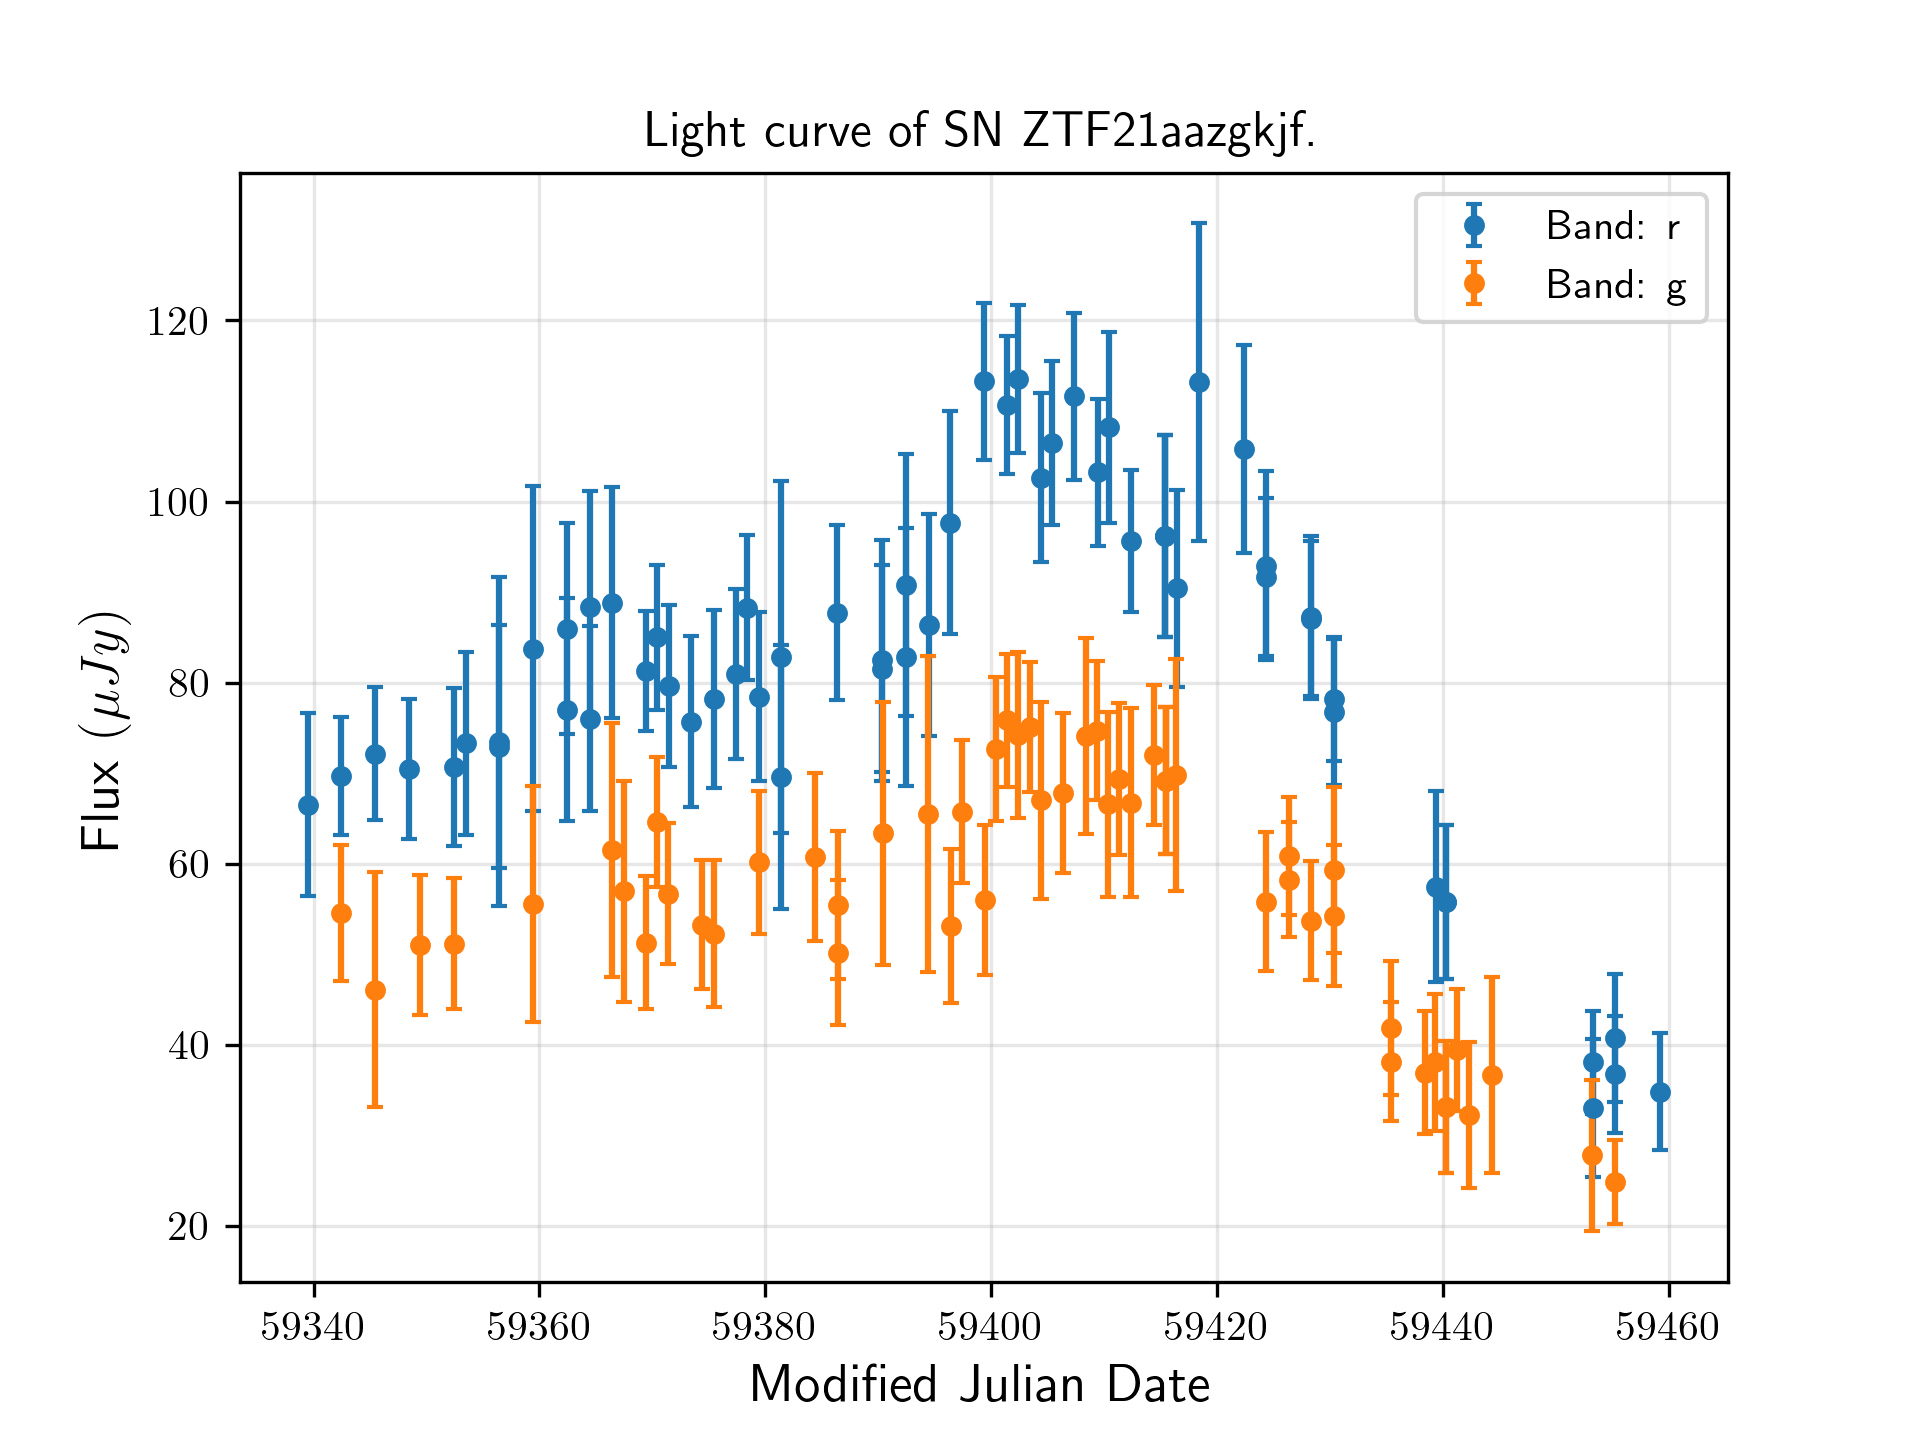 Light curve of SN ZTF21aazgkjf.
Band: r
Band: g
120
100
80
60
40
20
Flux (μJy)
59340 59360 59380 59400 59420 59440 59460
Modified Julian Date